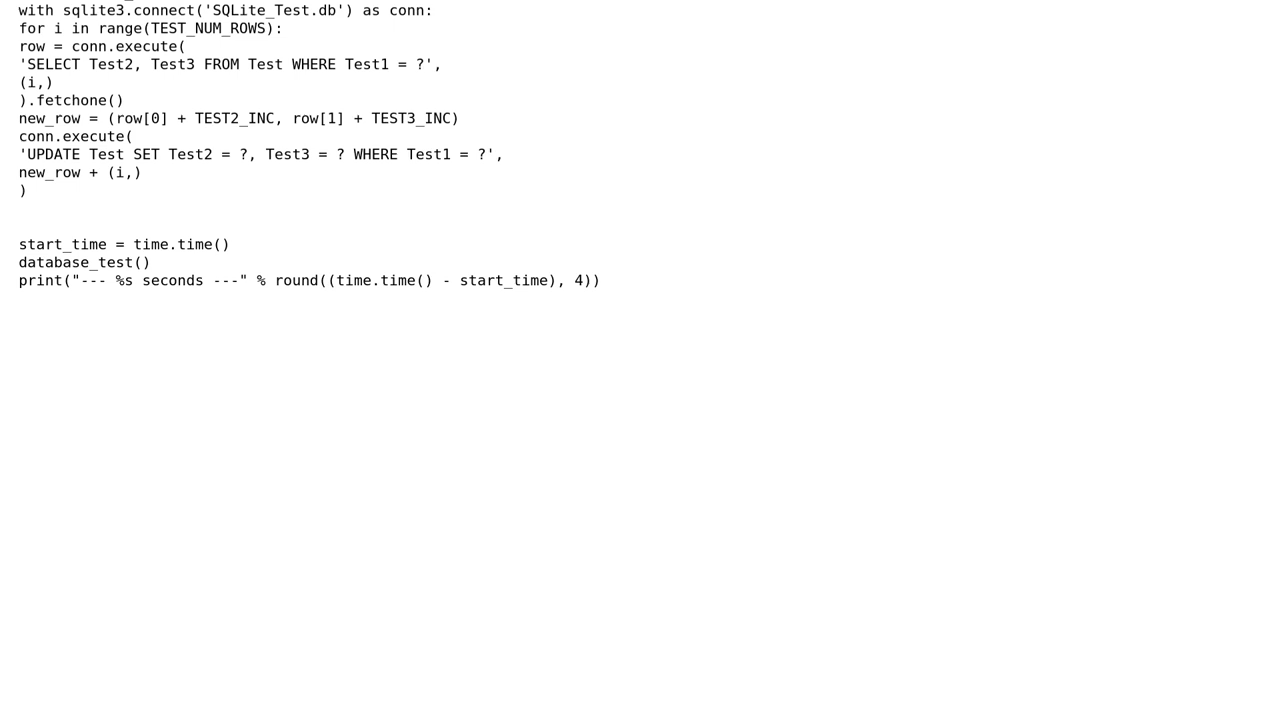 with sqlite3.connect('SQLite_Test.db') as conn:
for i in range(TEST_NUM_ROWS):
row = conn.execute(
'SELECT Test2, Test3 FROM Test WHERE Test1 = ?',
(i,)
).fetchone()
new_row = (row[0] + TEST2_INC, row[1] + TEST3_INC)
conn.execute(
'UPDATE Test SET Test2 = ?, Test3 = ? WHERE Test1 = ?',
new_row + (i,)
)
start_time = time.time()
database_test()
print("--- %s seconds ---" % round((time.time() - start_time), 4))